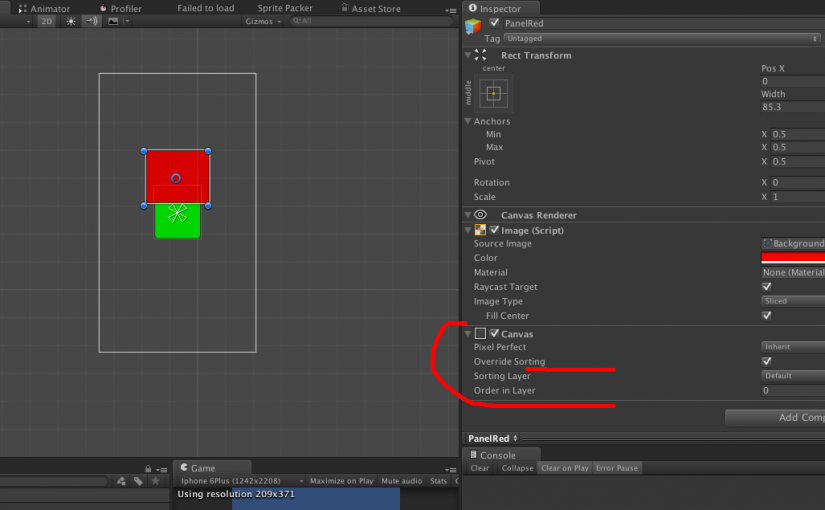 Animator
Profiler
Failed to load
Sprite Packer
Asset Store
2D
Gizmos
All
Inspector
PanelRed
Tag Untagged
Rect Transform
center
middle
Pos X
0
Width
85.3
Anchors
Min X 0.5
Max X 0.5
Pivot X 0.5
Rotation X 0
Scale X 1
Canvas Renderer
Image (Script)
Source Image Background
Color
Material None (Material
Raycast Target
Image Type Sliced
Fill Center
Canvas
Pixel Perfect Inherit
Override Sorting
Sorting Layer Default
Order in Layer 0
Add Comp
PanelRed
Console
Clear Collapse Clear on Play Error Pause
Game
Iphone 6Plus (1242x2208) Maximize on Play Mute audio Stats
Using resolution 209x371